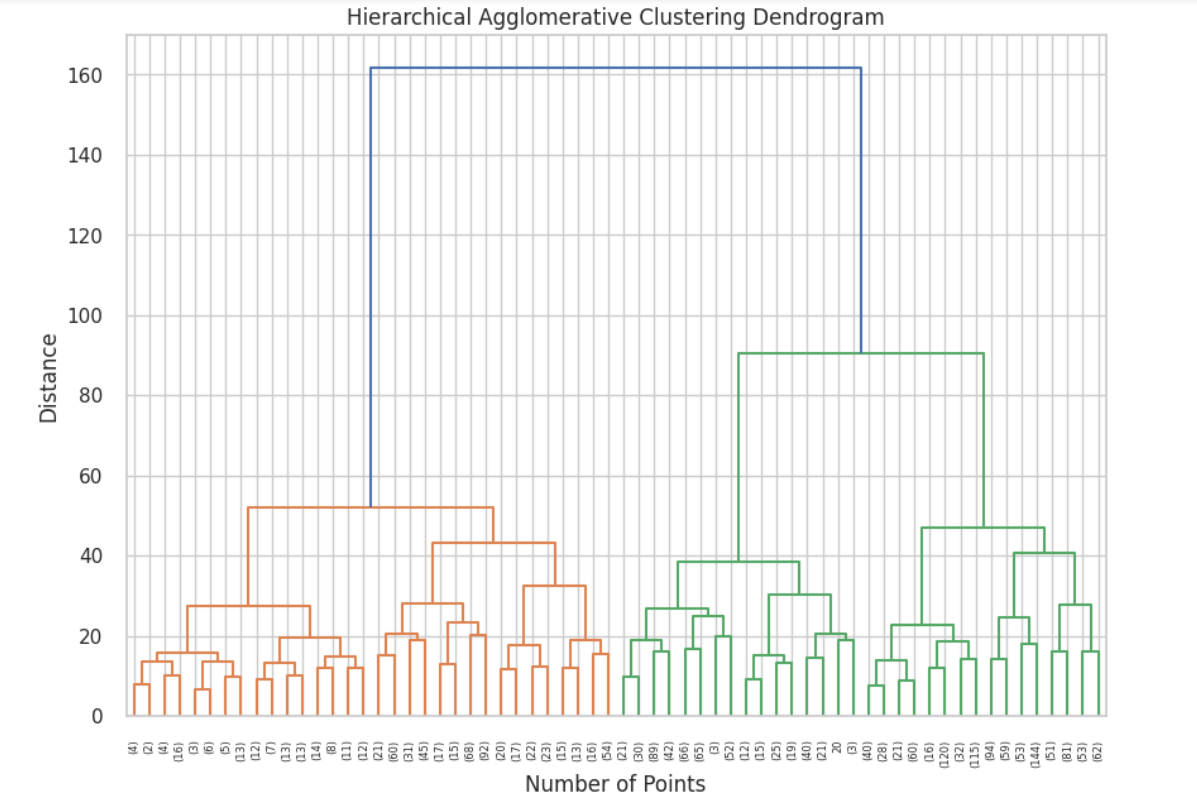 Hierarchical Agglomerative Clustering Dendrogram
160
140
120
100
80
60
40
20
0
Distance
(4) (2) (4) (16) (3) (6) (5) (13) (12) (7) (13) (13) (14) (8) (11) (12) (21) (60) (31) (45) (17) (15) (68) (92) (20) (17) (22) (23) (15) (13) (16) (54) (21) (30) (89) (42) (66) (65) (3) (52) (12) (15) (25) (19) (40) (21) 20 (3) (40) (28) (21) (60) (16) (120) (32) (115) (94) (59) (53) (144) (51) (81) (53) (62)
Number of Points